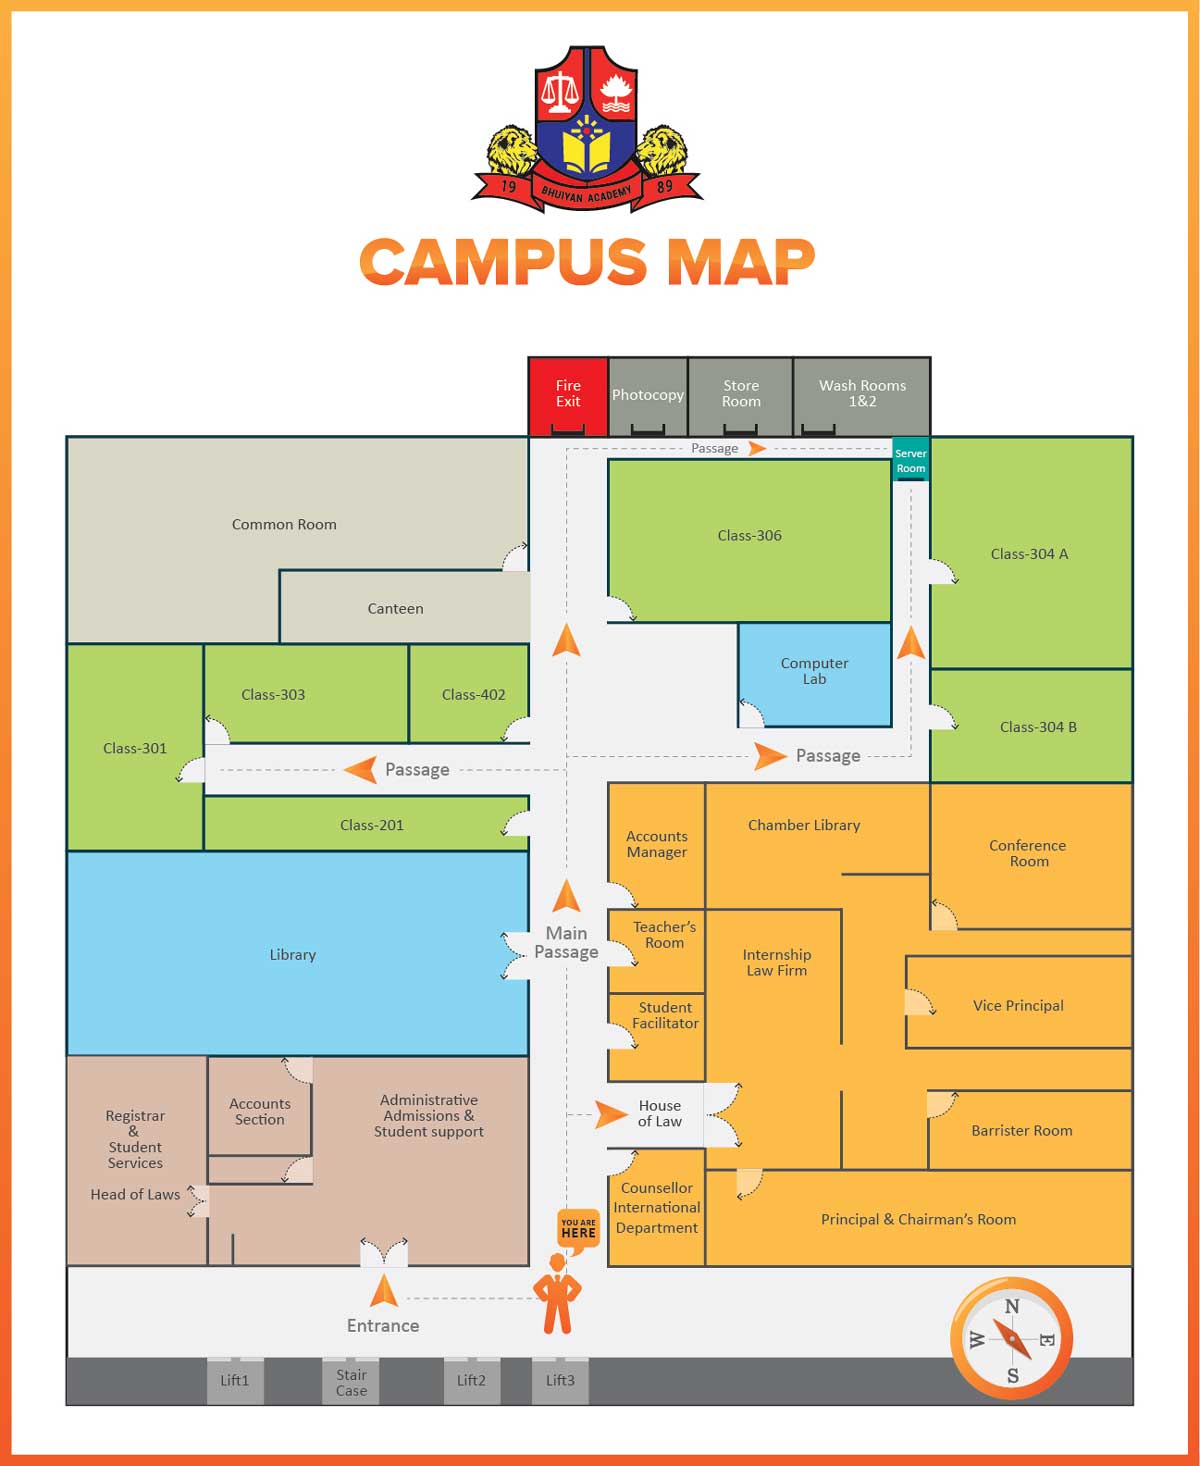 19 BHUIYAN ACADEMY 89
CAMPUS MAP
Fire
Exit
Photocopy
Store
Room
Wash Rooms
1&2
Passage
Server
Room
Common Room
Class-306
Class-304 A
Canteen
Computer
Lab
Class-303
Class-402
Class-301
Class-304 B
Passage
Passage
Class-201
Accounts
Manager
Chamber Library
Conference
Room
Main
Passage
Library
Teacher's
Room
Internship
Law Firm
Vice Principal
Student
Facilitator
Registrar
&
Student
Services
Head of Laws
Accounts
Section
Administrative
Admissions &
Student support
House
of Law
Barrister Room
Counsellor
International
Department
Principal & Chairman's Room
YOU ARE
HERE
Entrance
N
W
E
S
Lift1
Stair
Case
Lift2
Lift3